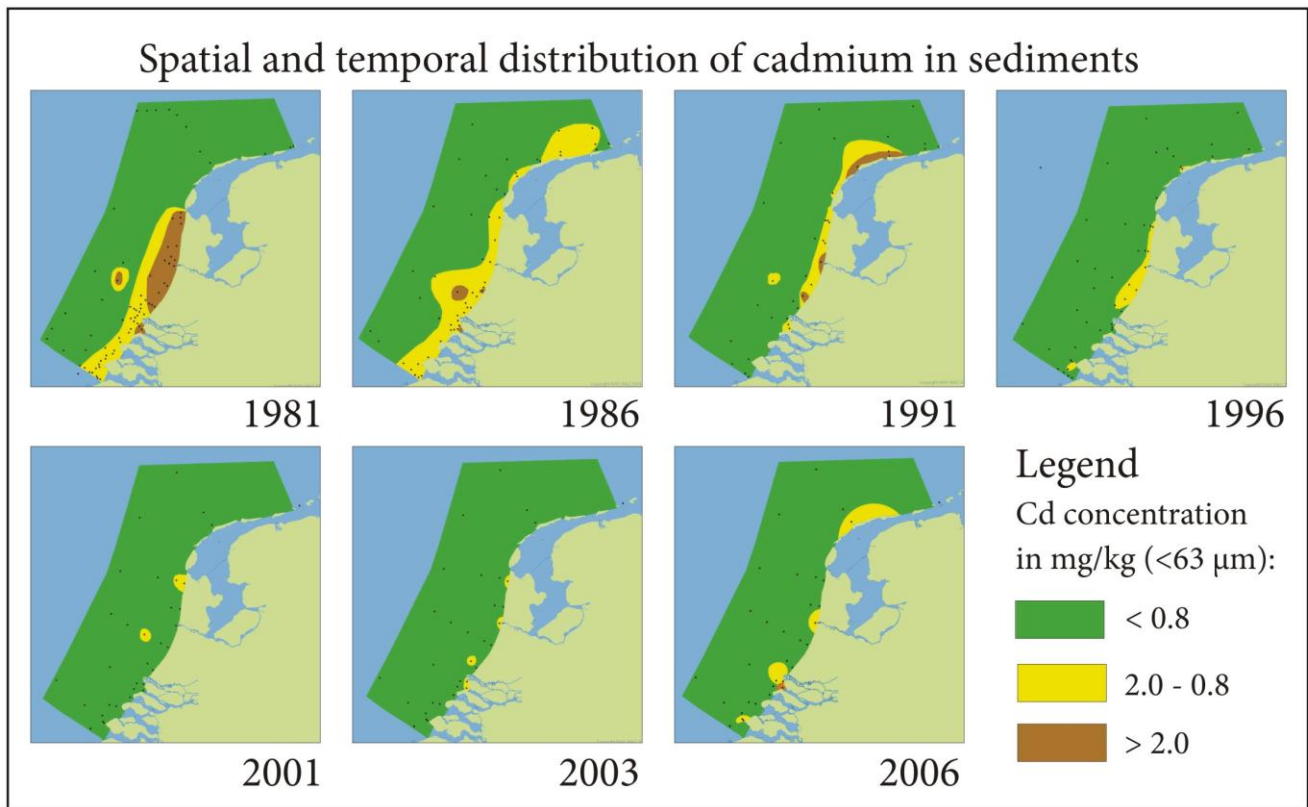 Spatial and temporal distribution of cadmium in sediments
1981
1986
1991
1996
2001
2003
2006
Legend
Cd concentration
in mg/kg (<63 µm):
< 0.8
2.0 - 0.8
> 2.0